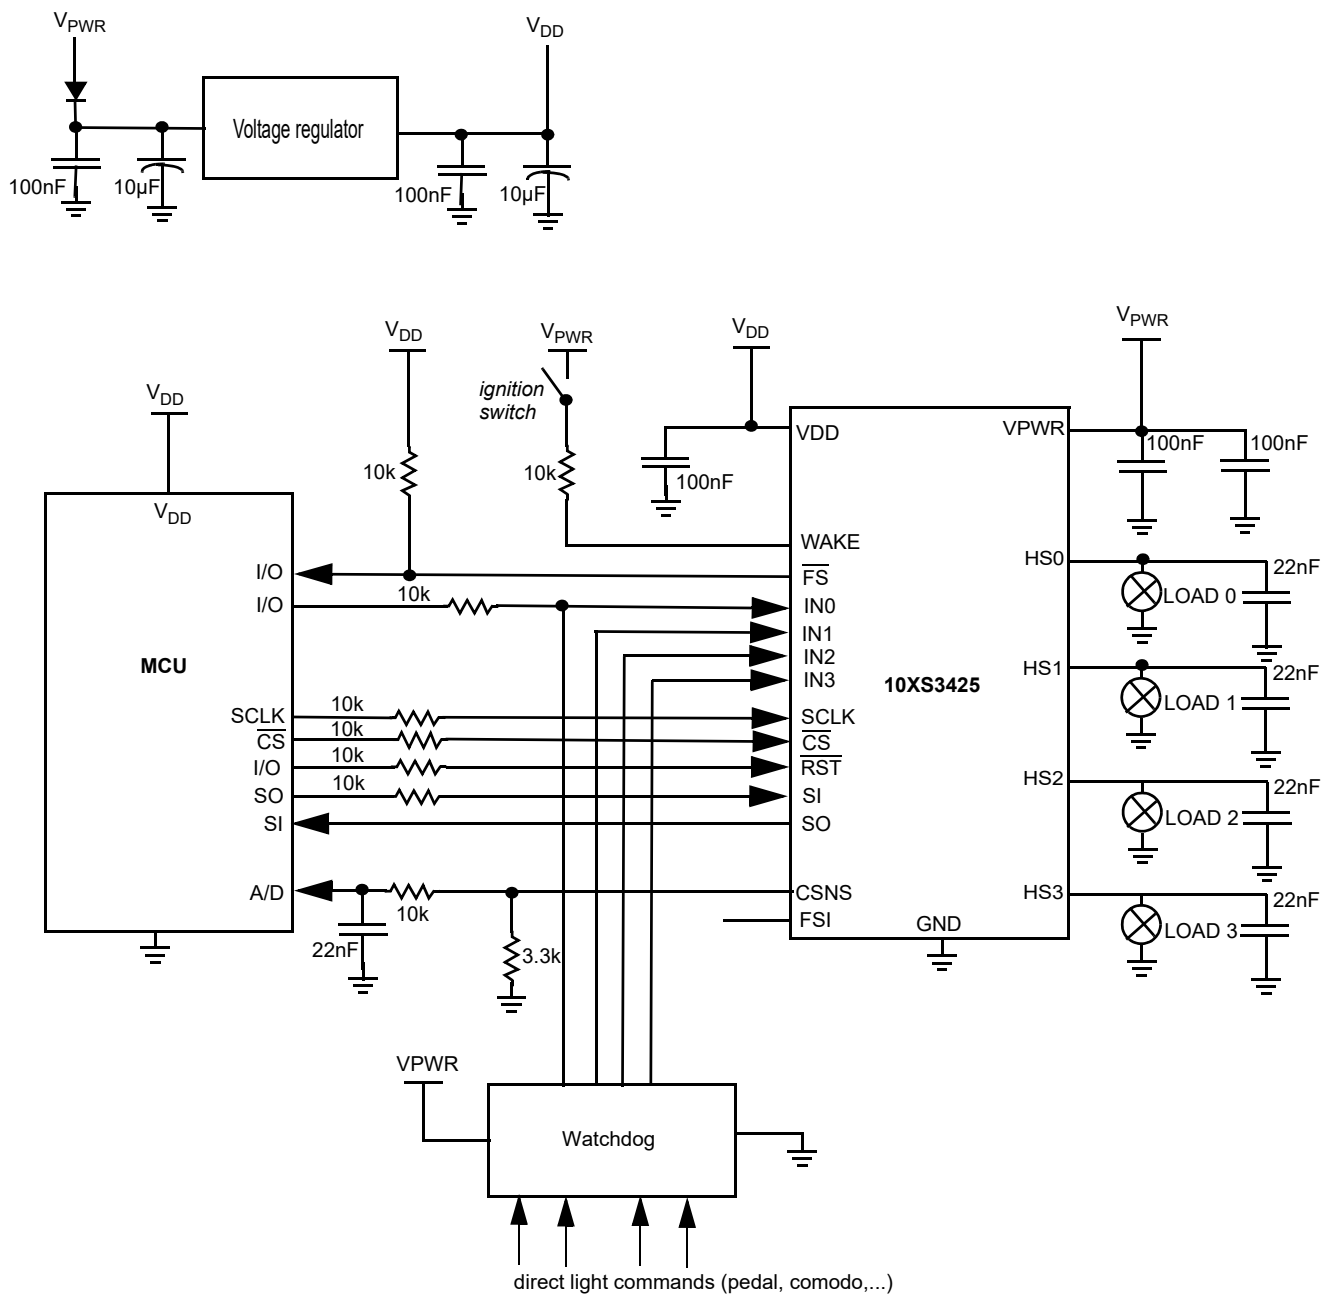 VPWR
VDD
Voltage regulator
100nF
10µF
100nF
10µF
VDD
VPWR
VDD
VPWR
VDD
ignition
switch
10k
10k
100nF
VDD
VPWR
100nF
100nF
VDD
WAKE
I/O
FS
HS0
22nF
I/O
10k
IN0
LOAD 0
IN1
MCU
IN2
10XS3425
HS1
22nF
IN3
LOAD 1
SCLK
10k
SCLK
CS
10k
CS
I/O
10k
RST
HS2
22nF
SO
10k
SI
LOAD 2
SI
SO
A/D
10k
CSNS
HS3
22nF
FSI
GND
LOAD 3
22nF
3.3k
VPWR
Watchdog
direct light commands (pedal, comodo,...)